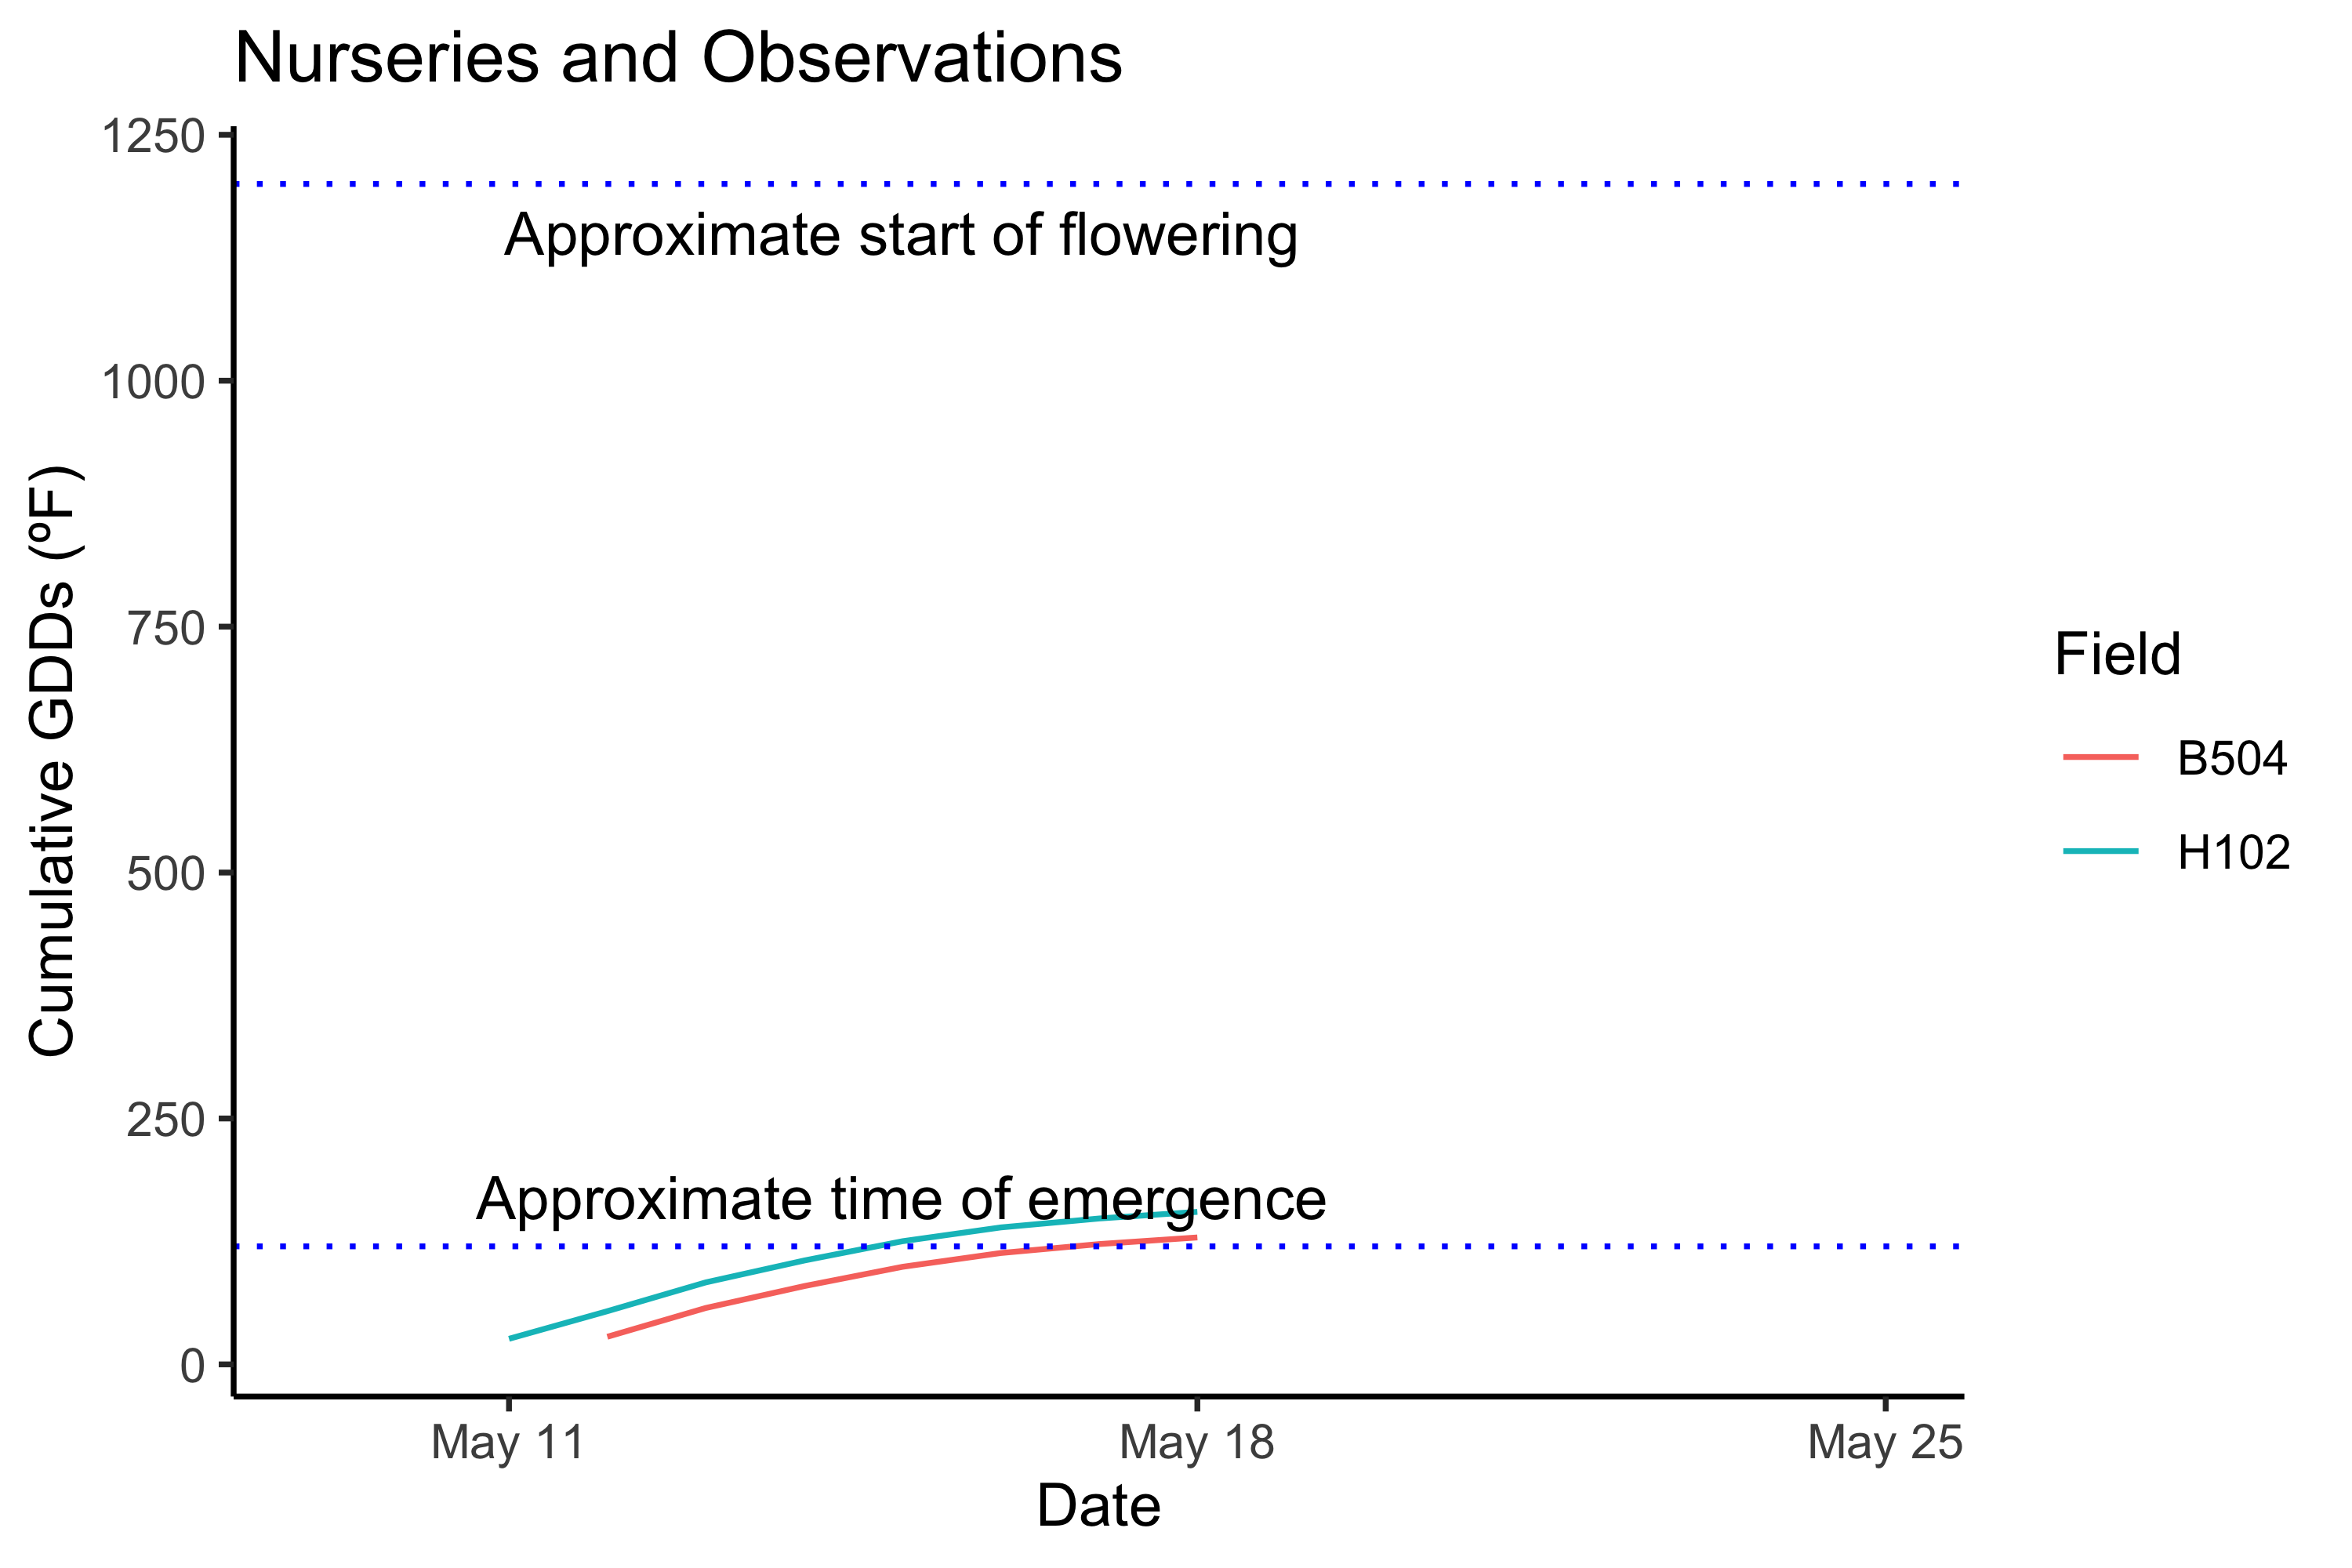 Nurseries and Observations
1250
Approximate start of flowering
1000
750
500
250
Approximate time of emergence
0
Cumulative GDDs (ºF)
May 11
May 18
May 25
Date
Field
B504
H102